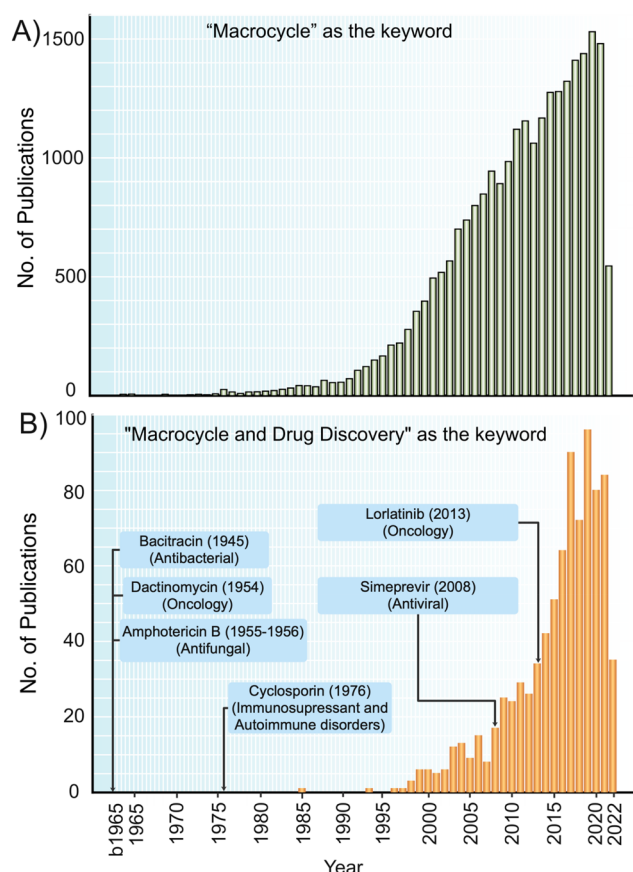 A)
“Macrocycle” as the keyword
No. of Publications
1500
1000
500
0
B)
"Macrocycle and Drug Discovery" as the keyword
No. of Publications
100
80
60
40
20
0
Bacitracin (1945)
(Antibacterial)
Dactinomycin (1954)
(Oncology)
Amphotericin B (1955-1956)
(Antifungal)
Cyclosporin (1976)
(Immunosupressant and
Autoimmune disorders)
Lorlatinib (2013)
(Oncology)
Simeprevir (2008)
(Antiviral)
b1965
1965
1970
1975
1980
1985
1990
1995
2000
2005
2010
2015
2020
2022
Year